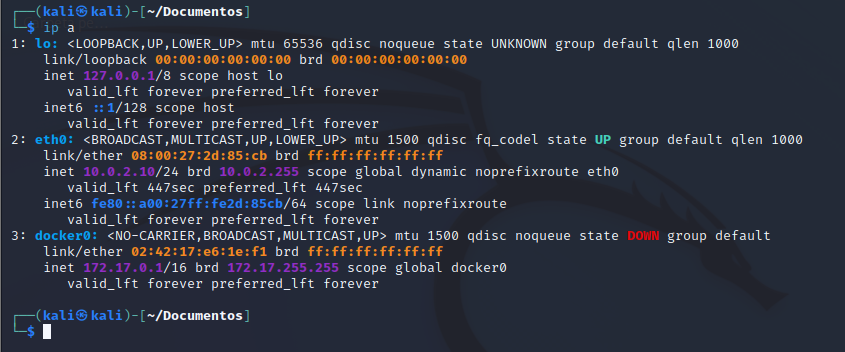 ┌──(kali㉿kali)-[~/Documentos]
└─$ ip a
1: lo: <LOOPBACK,UP,LOWER_UP> mtu 65536 qdisc noqueue state UNKNOWN group default qlen 1000
    link/loopback 00:00:00:00:00:00 brd 00:00:00:00:00:00
    inet 127.0.0.1/8 scope host lo
       valid_lft forever preferred_lft forever
    inet6 ::1/128 scope host
       valid_lft forever preferred_lft forever
2: eth0: <BROADCAST,MULTICAST,UP,LOWER_UP> mtu 1500 qdisc fq_codel state UP group default qlen 1000
    link/ether 08:00:27:2d:85:cb brd ff:ff:ff:ff:ff:ff
    inet 10.0.2.10/24 brd 10.0.2.255 scope global dynamic noprefixroute eth0
       valid_lft 447sec preferred_lft 447sec
    inet6 fe80::a00:27ff:fe2d:85cb/64 scope link noprefixroute
       valid_lft forever preferred_lft forever
3: docker0: <NO-CARRIER,BROADCAST,MULTICAST,UP> mtu 1500 qdisc noqueue state DOWN group default
    link/ether 02:42:17:e6:1e:f1 brd ff:ff:ff:ff:ff:ff
    inet 172.17.0.1/16 brd 172.17.255.255 scope global docker0
       valid_lft forever preferred_lft forever
┌──(kali㉿kali)-[~/Documentos]
└─$